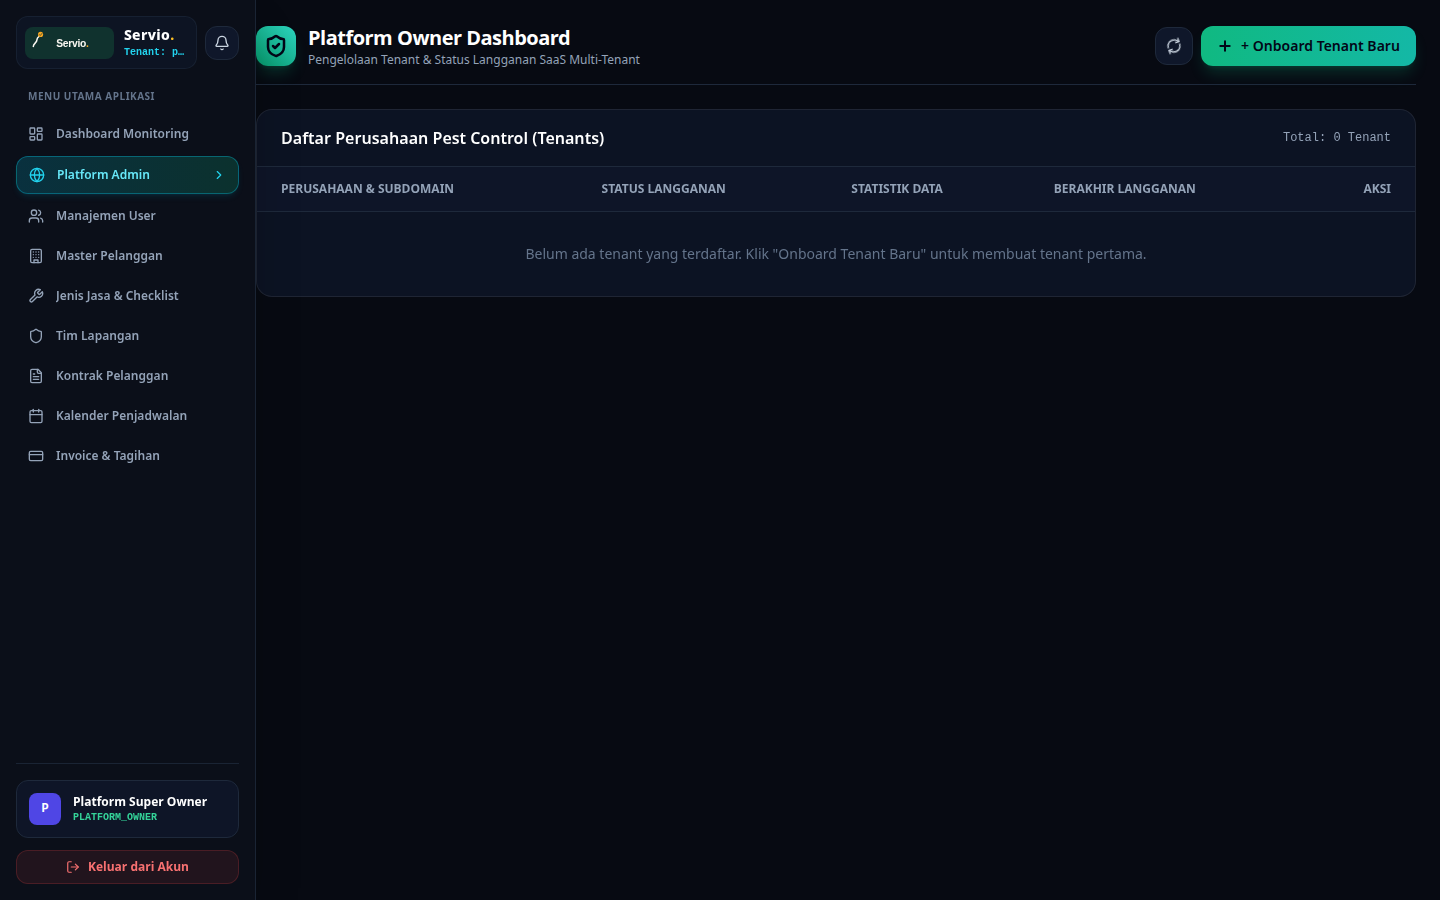 Servio.
Servio.
Tenant: p…
MENU UTAMA APLIKASI
Dashboard Monitoring
Platform Admin
Manajemen User
Master Pelanggan
Jenis Jasa & Checklist
Tim Lapangan
Kontrak Pelanggan
Kalender Penjadwalan
Invoice & Tagihan
P
Platform Super Owner
PLATFORM_OWNER
Keluar dari Akun
Platform Owner Dashboard
Pengelolaan Tenant & Status Langganan SaaS Multi-Tenant
+ Onboard Tenant Baru
Daftar Perusahaan Pest Control (Tenants)
Total: 0 Tenant
PERUSAHAAN & SUBDOMAIN STATUS LANGGANAN STATISTIK DATA BERAKHIR LANGGANAN AKSI
Belum ada tenant yang terdaftar. Klik "Onboard Tenant Baru" untuk membuat tenant pertama.